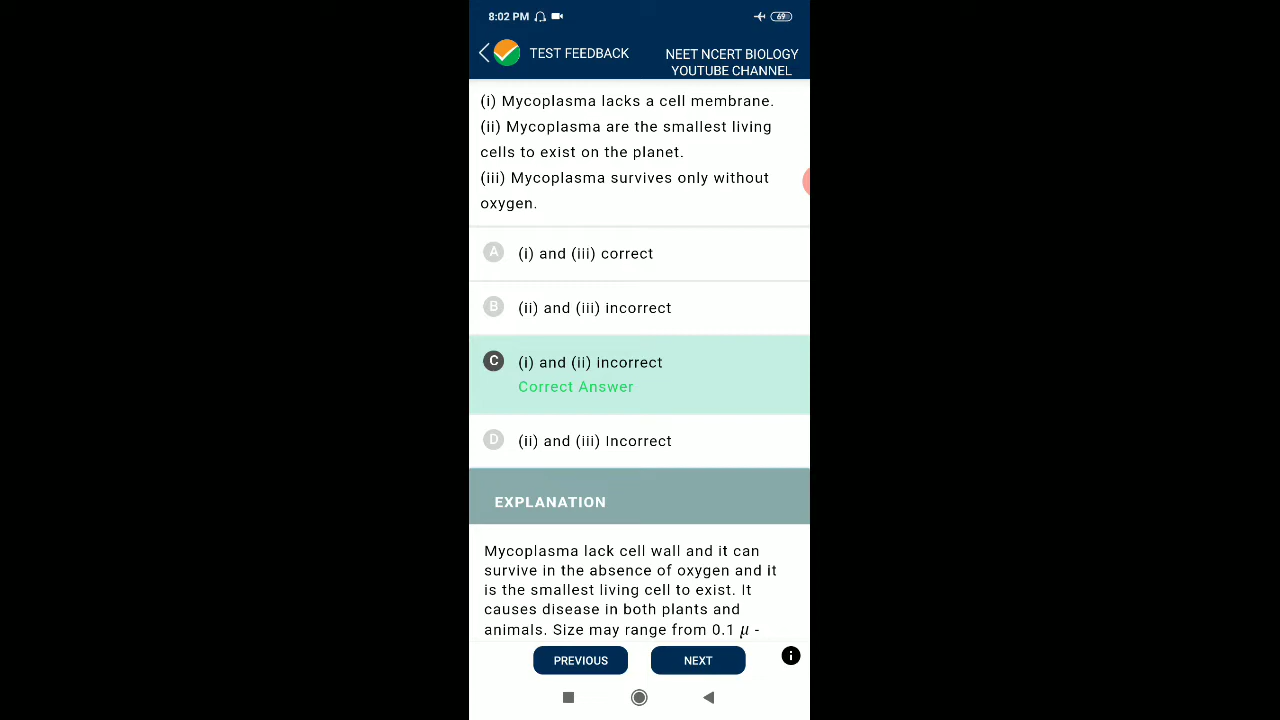 8:02 PM 69
TEST FEEDBACK
NEET NCERT BIOLOGY
YOUTUBE CHANNEL
(i) Mycoplasma lacks a cell membrane.
(ii) Mycoplasma are the smallest living
cells to exist on the planet.
(iii) Mycoplasma survives only without
oxygen.
A (i) and (iii) correct
B (ii) and (iii) incorrect
C (i) and (ii) incorrect
Correct Answer
D (ii) and (iii) Incorrect
EXPLANATION
Mycoplasma lack cell wall and it can
survive in the absence of oxygen and it
is the smallest living cell to exist. It
causes disease in both plants and
animals. Size may range from 0.1 μ -
PREVIOUS NEXT i